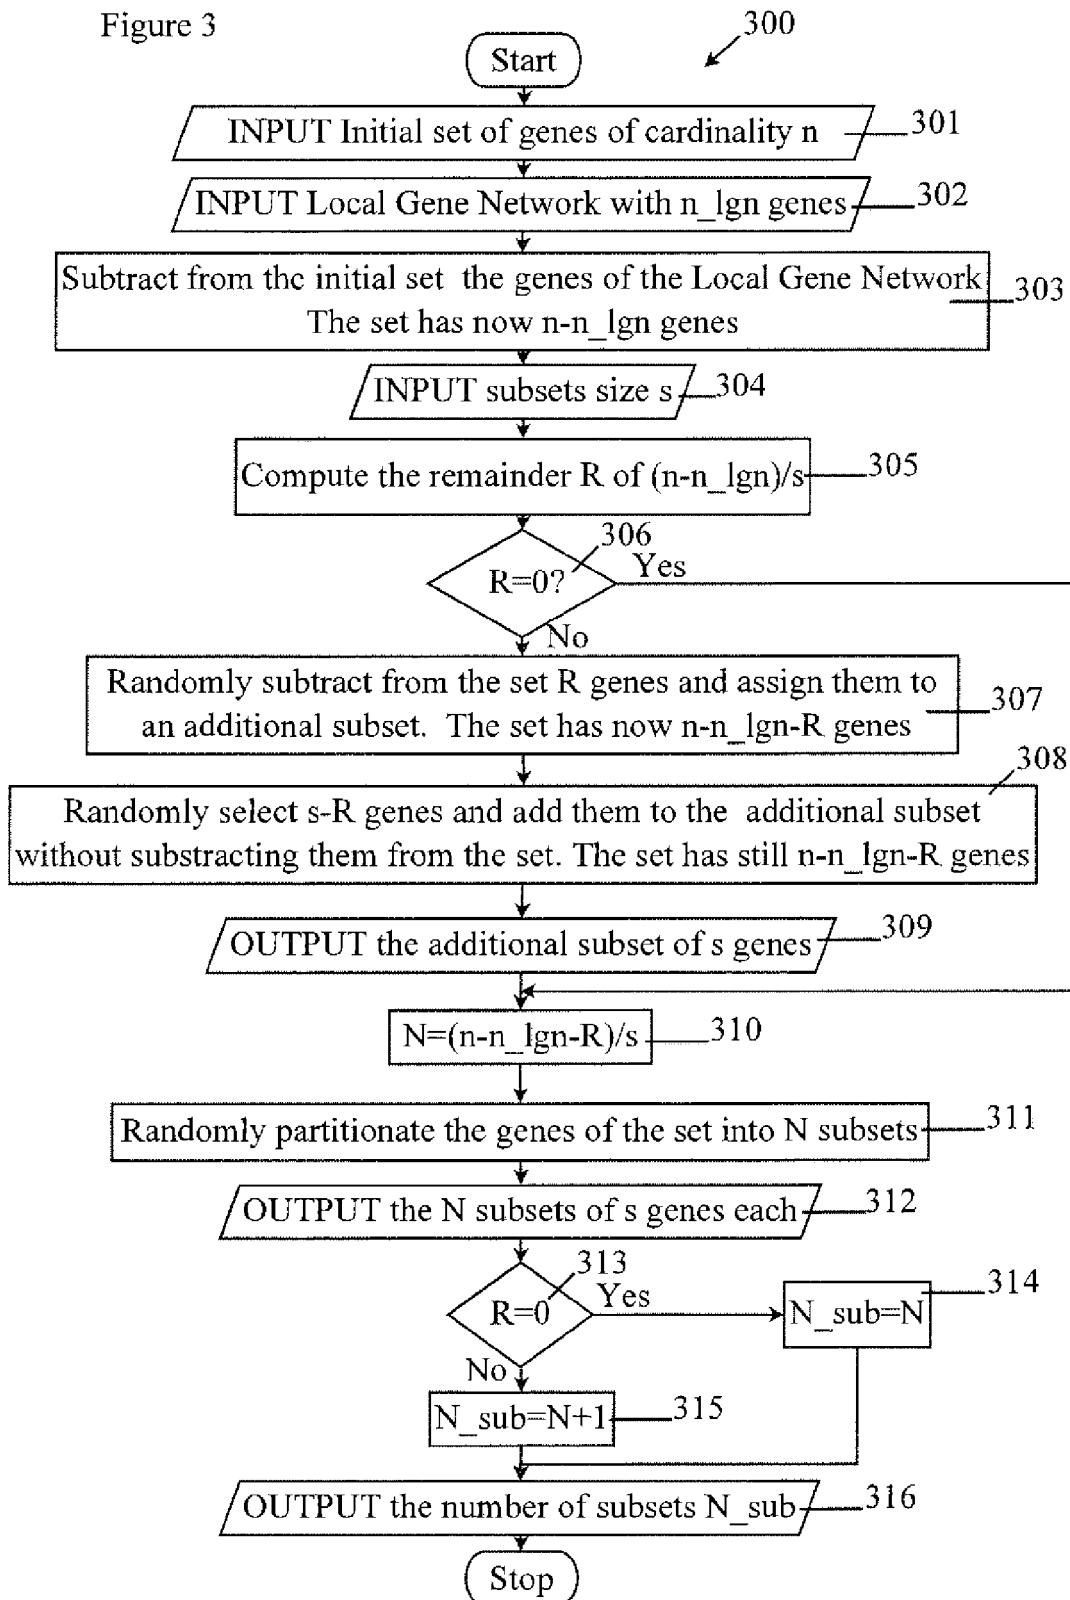 Figure 3
300
Start
INPUT Initial set of genes of cardinality n
301
INPUT Local Gene Network with n_lgn genes
302
Subtract from the initial set the genes of the Local Gene Network
The set has now n-n_lgn genes
303
INPUT subsets size s
304
Compute the remainder R of (n-n_lgn)/s
305
306
R=0?
Yes
No
Randomly subtract from the set R genes and assign them to
an additional subset. The set has now n-n_lgn-R genes
307
308
Randomly select s-R genes and add them to the additional subset
without substracting them from the set. The set has still n-n_lgn-R genes
OUTPUT the additional subset of s genes
309
N=(n-n_lgn-R)/s
310
Randomly partitionate the genes of the set into N subsets
311
OUTPUT the N subsets of s genes each
312
313
R=0
Yes
314
N_sub=N
No
N_sub=N+1
315
OUTPUT the number of subsets N_sub
316
Stop